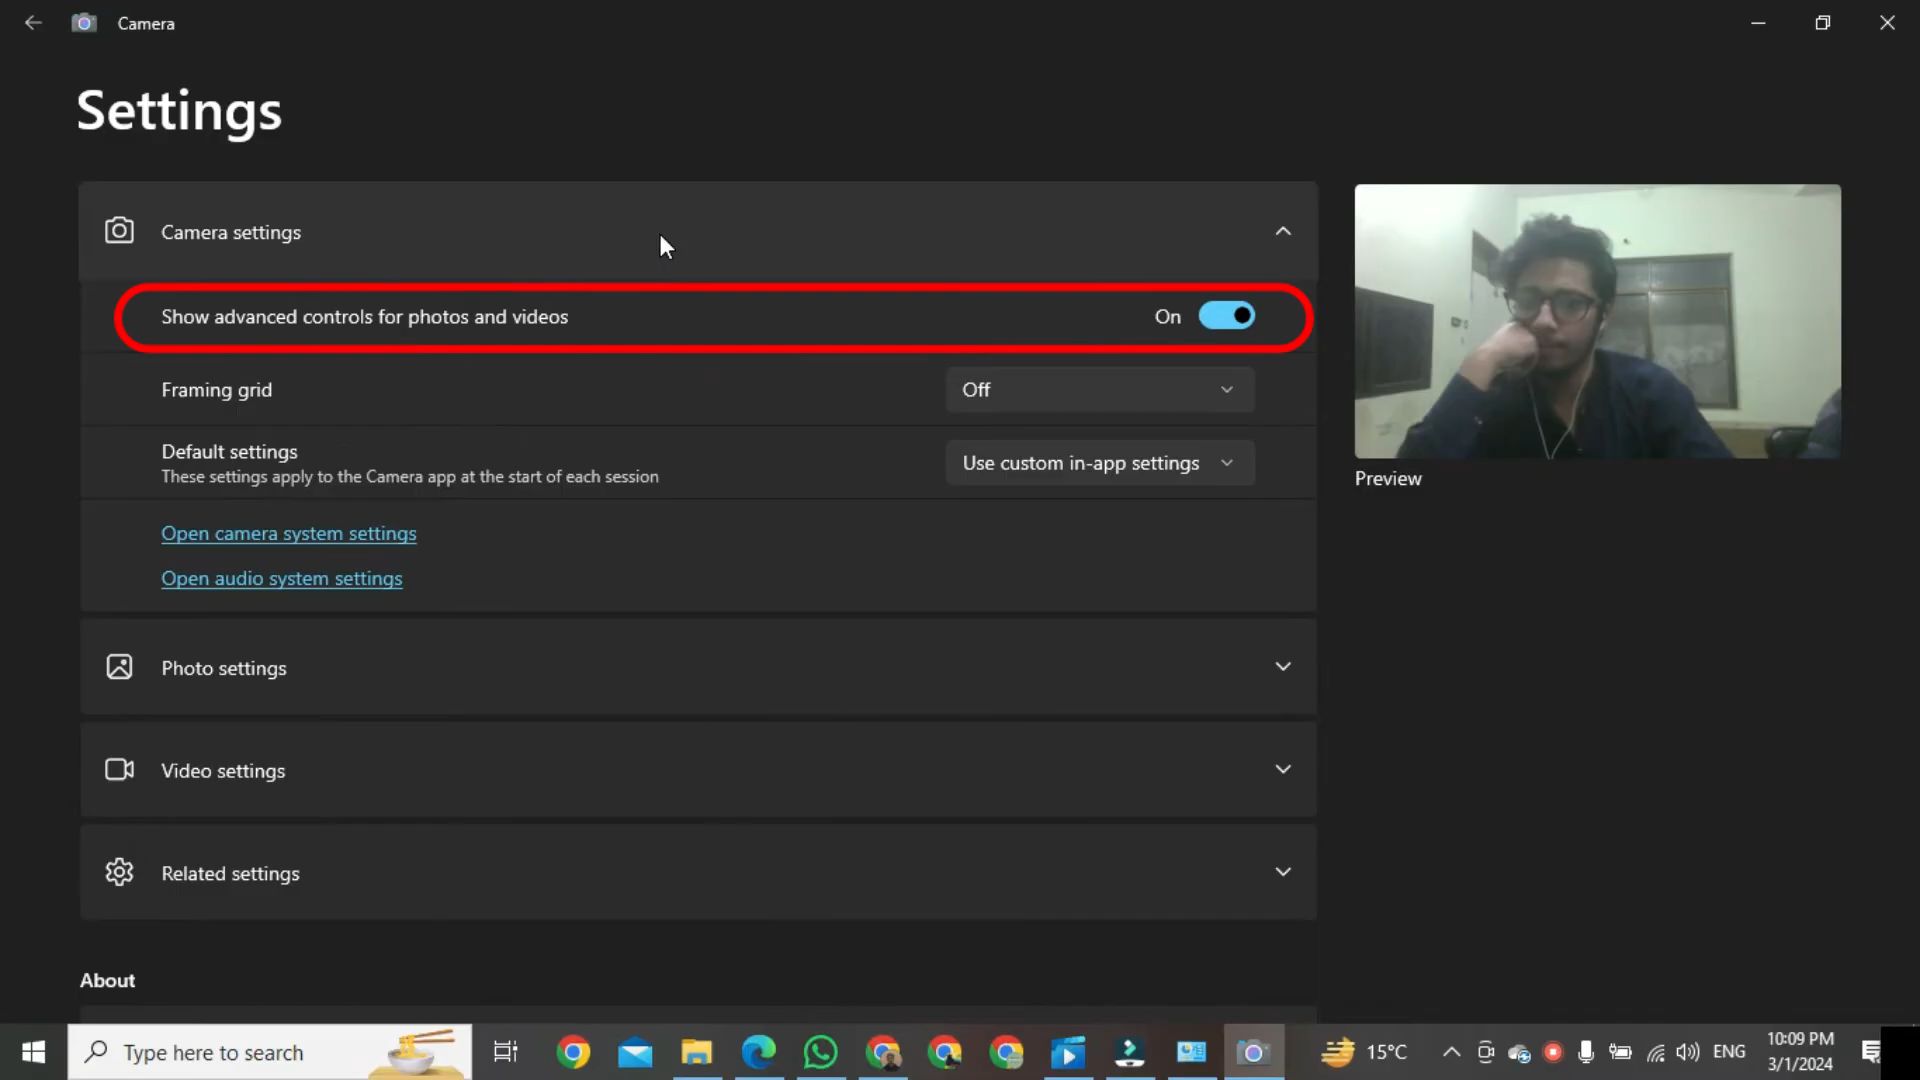 Camera
Settings
Camera settings
Show advanced controls for photos and videos
On
Framing grid
Off
Default settings
These settings apply to the Camera app at the start of each session
Use custom in-app settings
Open camera system settings
Open audio system settings
Photo settings
Video settings
Related settings
About
Preview
Type here to search
15°C
ENG
10:09 PM
3/1/2024